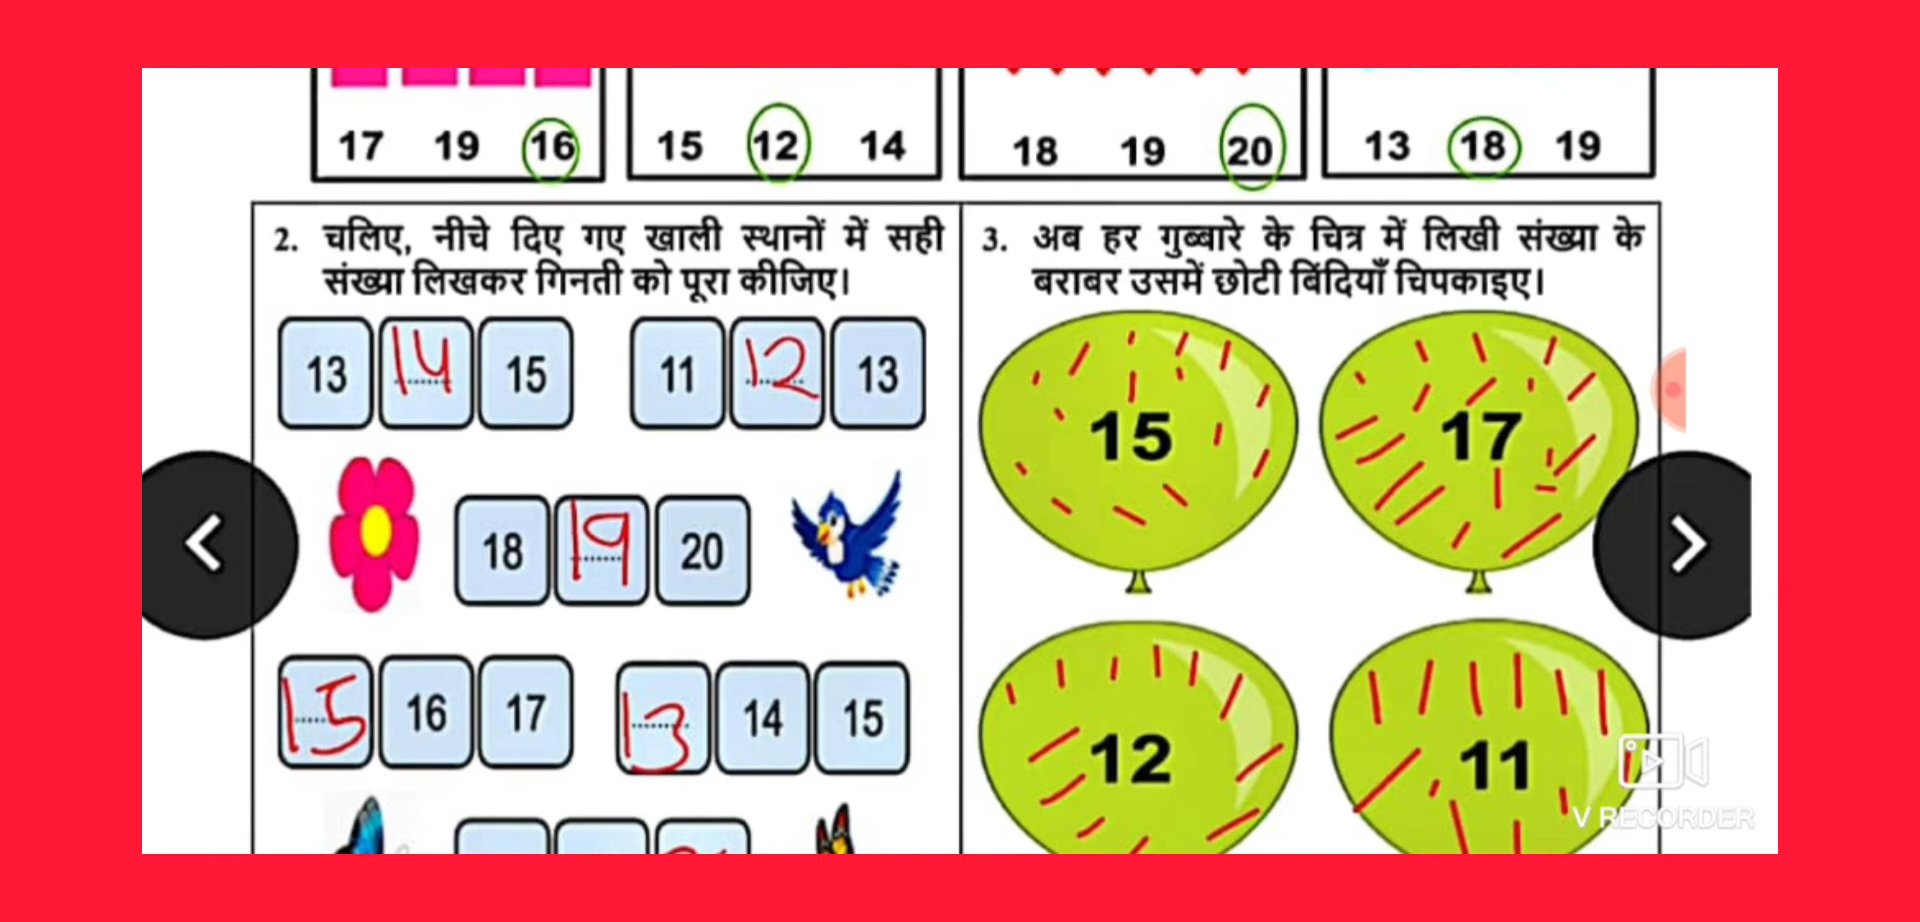 17 19 16 15 12 14 18 19 20 13 18 19
2. चलिए, नीचे दिए गए खाली स्थानों में सही
संख्या लिखकर गिनती को पूरा कीजिए।
13 14 15 11 12 13
18 19 20
15 16 17 13 14 15
3. अब हर गुब्बारे के चित्र में लिखी संख्या के
बराबर उसमें छोटी बिंदियाँ चिपकाइए।
15 17
12 11
V RECORDER